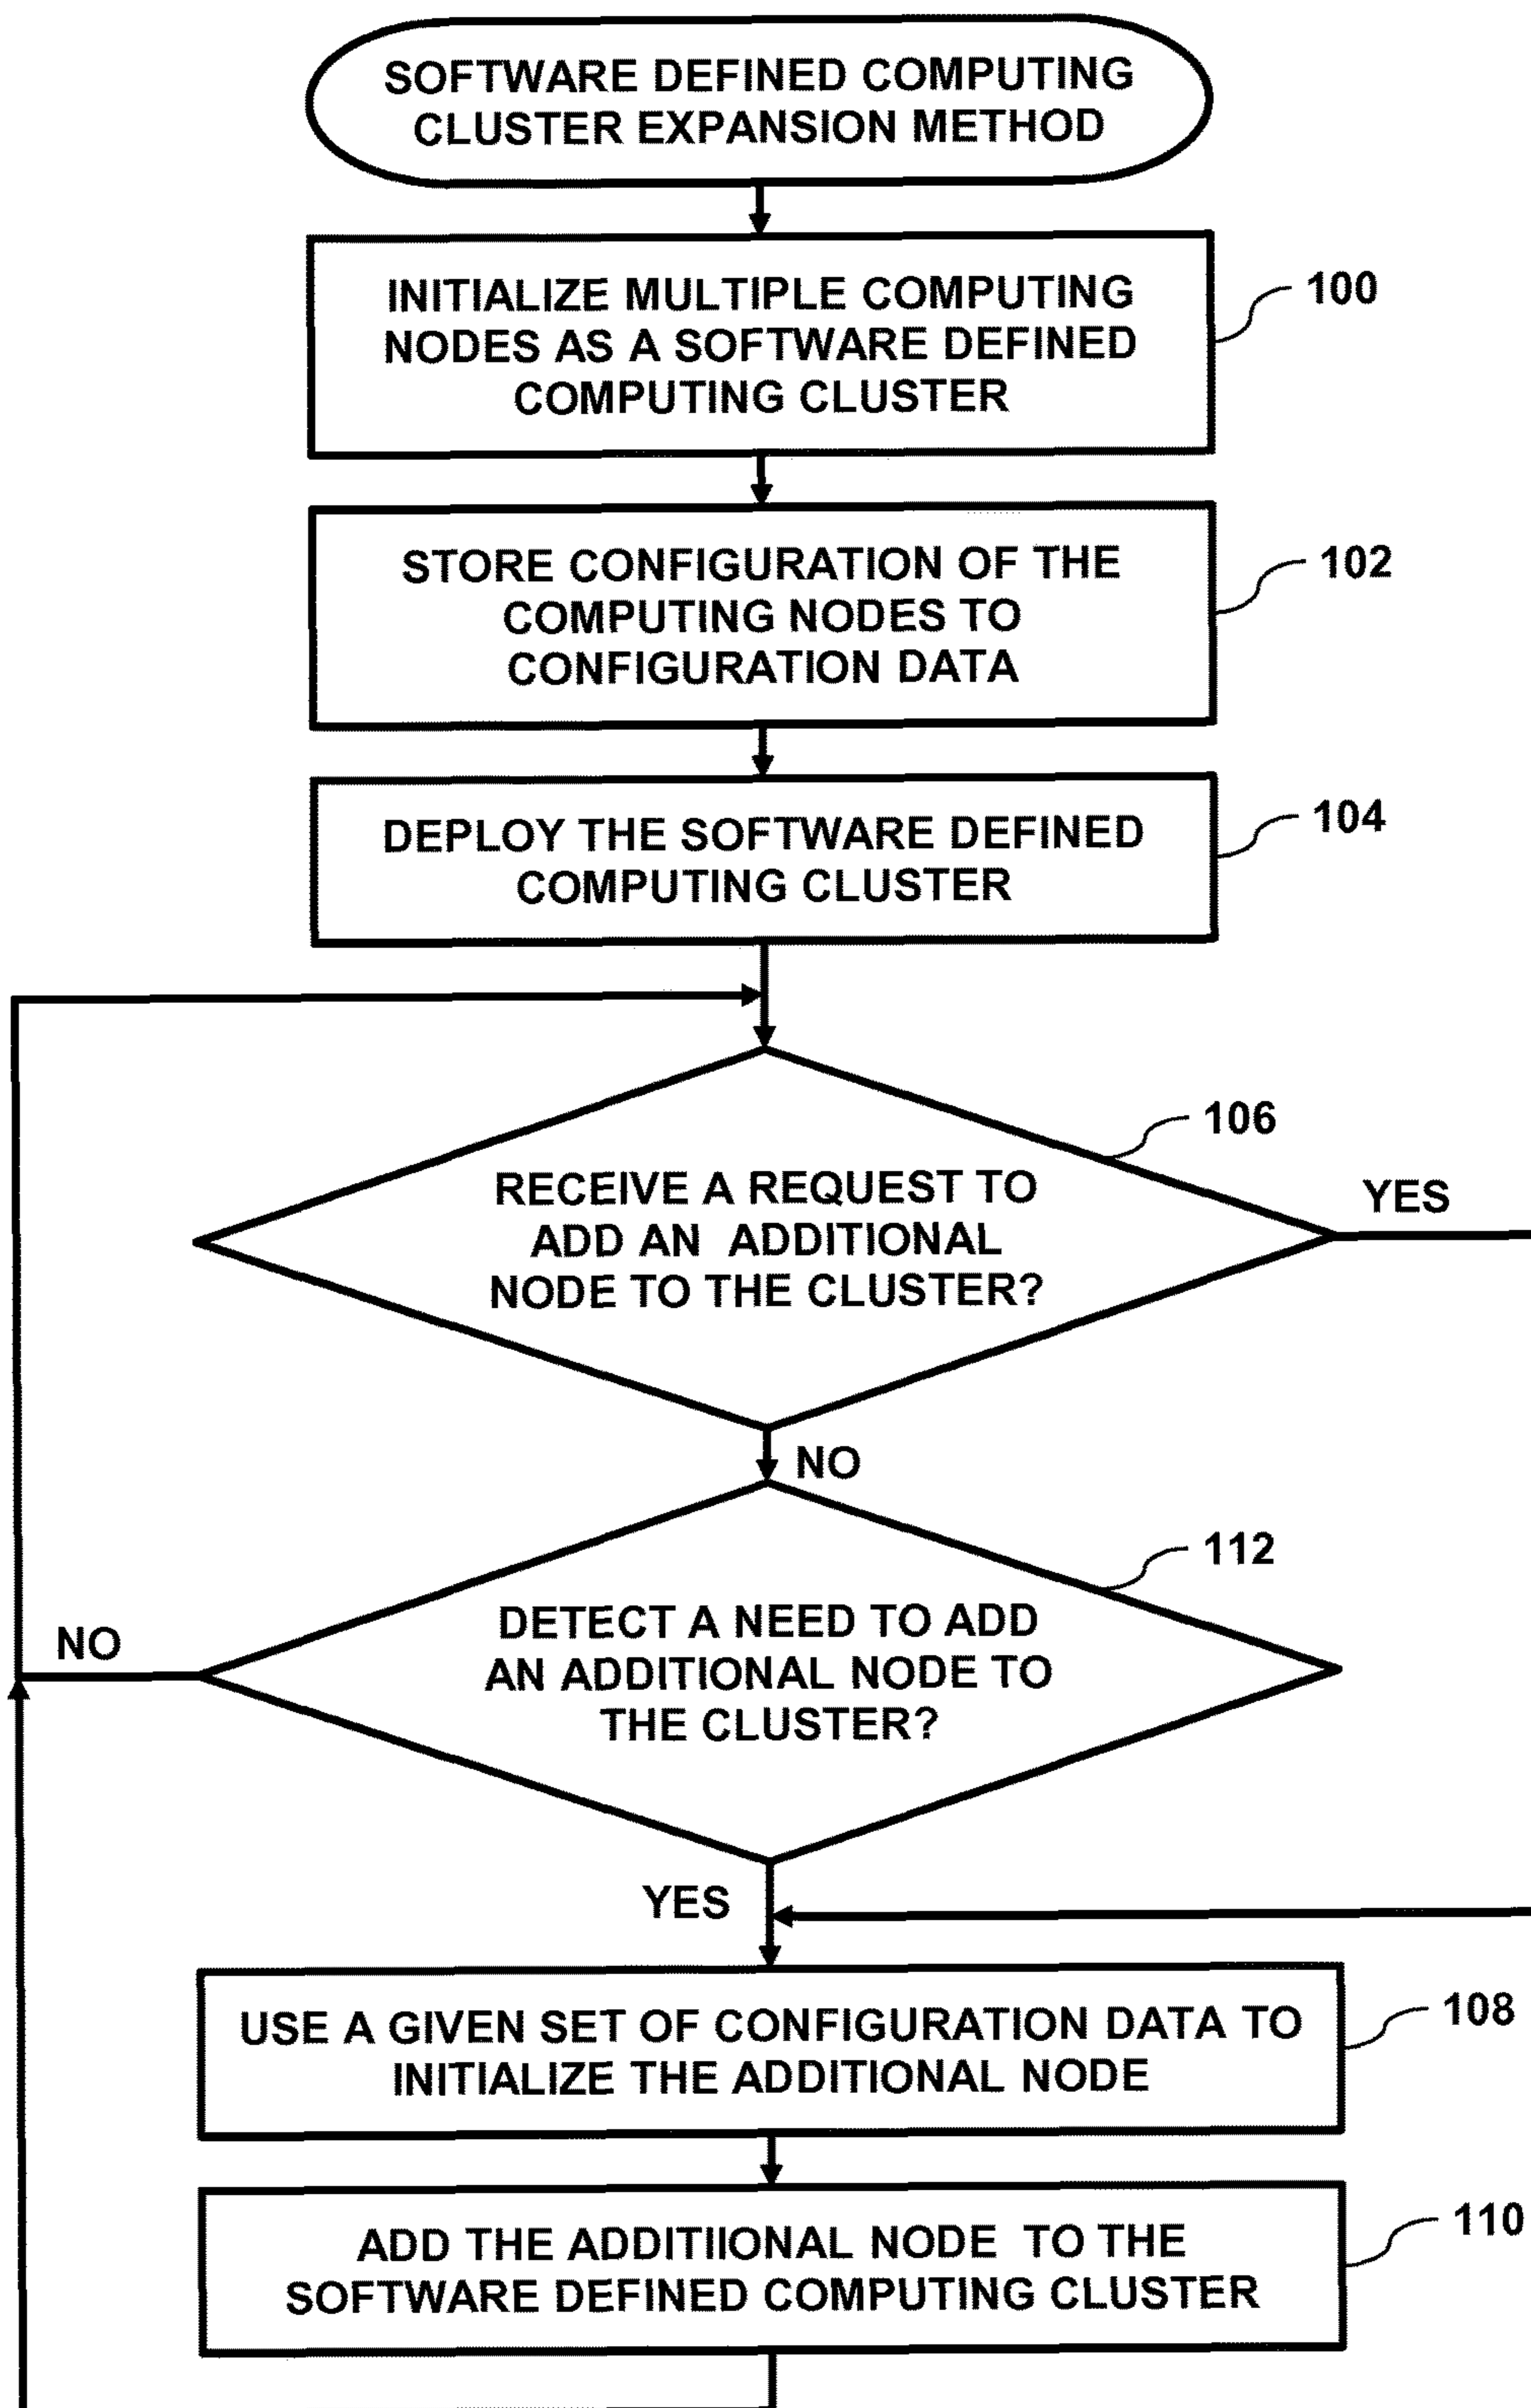 SOFTWARE DEFINED COMPUTING
CLUSTER EXPANSION METHOD
INITIALIZE MULTIPLE COMPUTING
NODES AS A SOFTWARE DEFINED
COMPUTING CLUSTER
100
STORE CONFIGURATION OF THE
COMPUTING NODES TO
CONFIGURATION DATA
102
DEPLOY THE SOFTWARE DEFINED
COMPUTING CLUSTER
104
106
RECEIVE A REQUEST TO
ADD AN ADDITIONAL
NODE TO THE CLUSTER?
YES
NO
112
DETECT A NEED TO ADD
AN ADDITIONAL NODE TO
THE CLUSTER?
NO
YES
USE A GIVEN SET OF CONFIGURATION DATA TO
INITIALIZE THE ADDITIONAL NODE
108
ADD THE ADDITIIONAL NODE TO THE
SOFTWARE DEFINED COMPUTING CLUSTER
110